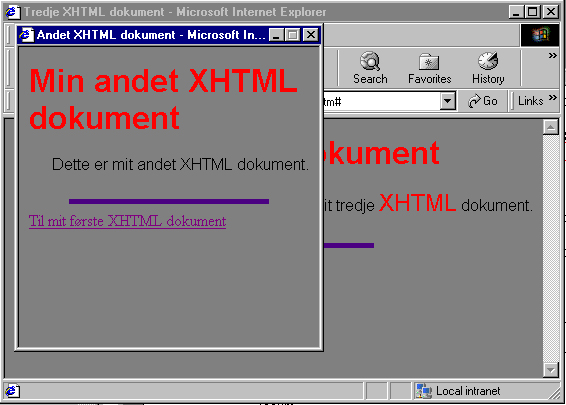 Tredje XHTML dokument - Microsoft Internet Explorer
Andet XHTML dokument - Microsoft In...
Search Favorites History »
tm# Go Links »
Min andet XHTML
dokument
Dette er mit andet XHTML dokument.
Til mit første XHTML dokument
kument
it tredje XHTML dokument.
Local intranet